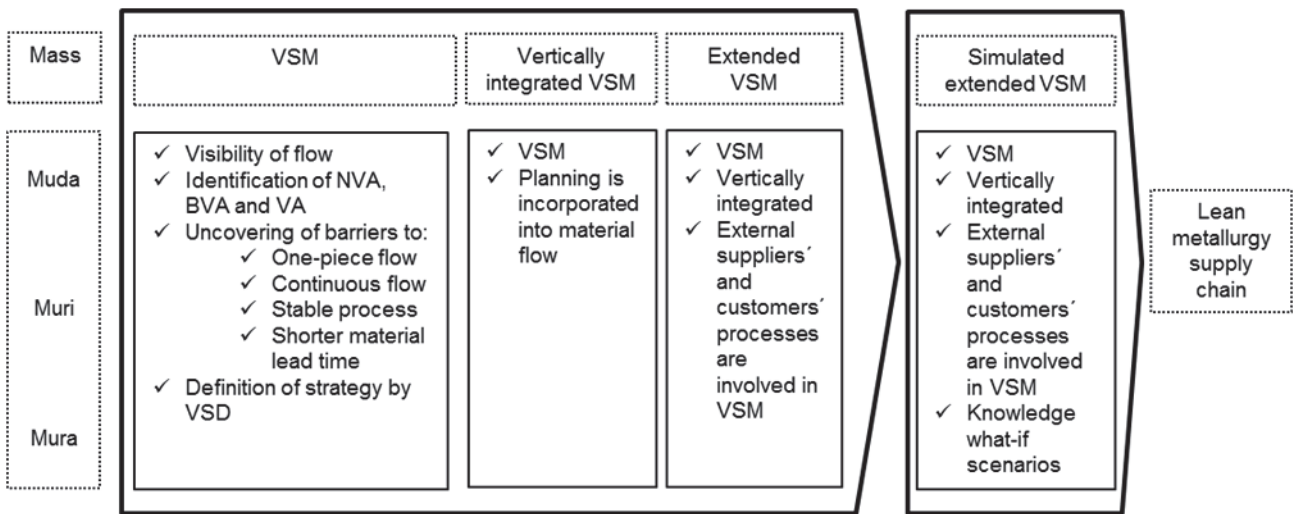 Mass
VSM
Vertically
integrated VSM
Extended
VSM
Simulated
extended VSM
Muda
Muri
Mura
✓ Visibility of flow
✓ Identification of NVA,
BVA and VA
✓ Uncovering of barriers to:
✓ One-piece flow
✓ Continuous flow
✓ Stable process
✓ Shorter material
lead time
✓ Definition of strategy by
VSD
✓ VSM
✓ Planning is
incorporated
into material
flow
✓ VSM
✓ Vertically
integrated
✓ External
suppliers´
and
customers´
processes
are
involved in
VSM
✓ VSM
✓ Vertically
integrated
✓ External
suppliers´
and
customers´
processes
are involved
in VSM
✓ Knowledge
what-if
scenarios
Lean
metallurgy
supply
chain